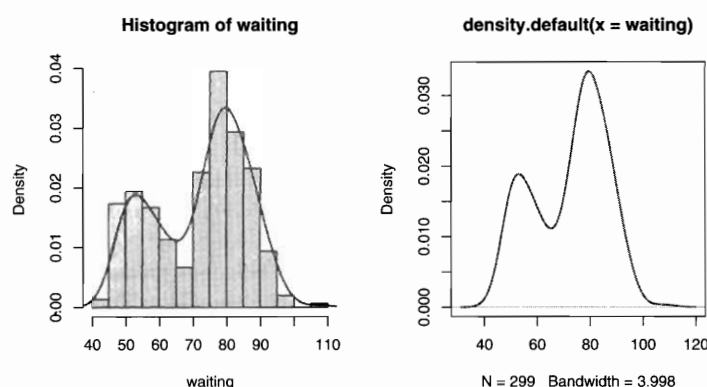 Histogram of waiting
Density
0.00 0.01 0.02 0.03 0.04
40 50 60 70 80 90 110
waiting
density.default(x = waiting)
Density
0.000 0.010 0.020 0.030
40 60 80 100 120
N = 299 Bandwidth = 3.998